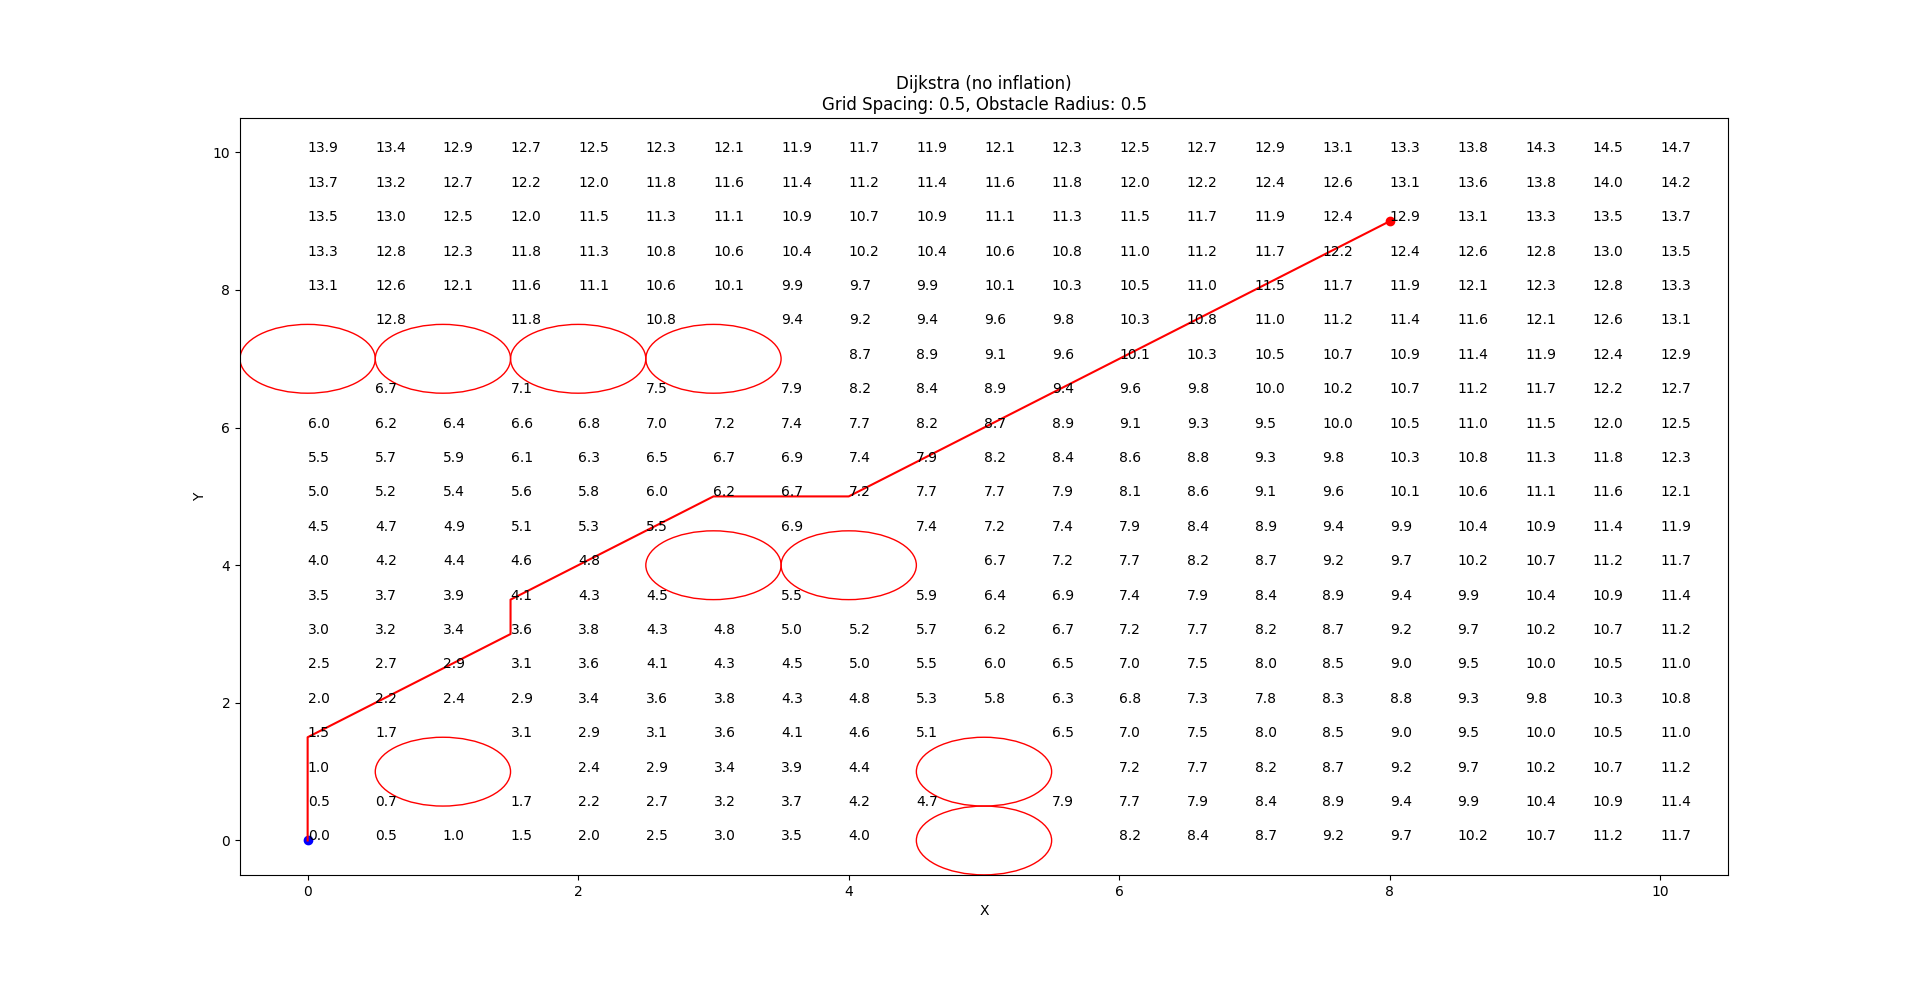 Dijkstra (no inflation)
Grid Spacing: 0.5, Obstacle Radius: 0.5
10 13.9 13.4 12.9 12.7 12.5 12.3 12.1 11.9 11.7 11.9 12.1 12.3 12.5 12.7 12.9 13.1 13.3 13.8 14.3 14.5 14.7
13.7 13.2 12.7 12.2 12.0 11.8 11.6 11.4 11.2 11.4 11.6 11.8 12.0 12.2 12.4 12.6 13.1 13.6 13.8 14.0 14.2
13.5 13.0 12.5 12.0 11.5 11.3 11.1 10.9 10.7 10.9 11.1 11.3 11.5 11.7 11.9 12.4 12.9 13.1 13.3 13.5 13.7
13.3 12.8 12.3 11.8 11.3 10.8 10.6 10.4 10.2 10.4 10.6 10.8 11.0 11.2 11.7 12.2 12.4 12.6 12.8 13.0 13.5
8 13.1 12.6 12.1 11.6 11.1 10.6 10.1 9.9 9.7 9.9 10.1 10.3 10.5 11.0 11.5 11.7 11.9 12.1 12.3 12.8 13.3
12.8 11.8 10.8 9.4 9.2 9.4 9.6 9.8 10.3 10.8 11.0 11.2 11.4 11.6 12.1 12.6 13.1
8.7 8.9 9.1 9.6 10.1 10.3 10.5 10.7 10.9 11.4 11.9 12.4 12.9
6.7 7.1 7.5 7.9 8.2 8.4 8.9 9.4 9.6 9.8 10.0 10.2 10.7 11.2 11.7 12.2 12.7
6 6.0 6.2 6.4 6.6 6.8 7.0 7.2 7.4 7.7 8.2 8.7 8.9 9.1 9.3 9.5 10.0 10.5 11.0 11.5 12.0 12.5
5.5 5.7 5.9 6.1 6.3 6.5 6.7 6.9 7.4 7.9 8.2 8.4 8.6 8.8 9.3 9.8 10.3 10.8 11.3 11.8 12.3
Y 5.0 5.2 5.4 5.6 5.8 6.0 6.2 6.7 7.2 7.7 7.7 7.9 8.1 8.6 9.1 9.6 10.1 10.6 11.1 11.6 12.1
4.5 4.7 4.9 5.1 5.3 5.5 6.9 7.4 7.2 7.4 7.9 8.4 8.9 9.4 9.9 10.4 10.9 11.4 11.9
4 4.0 4.2 4.4 4.6 4.8 6.7 7.2 7.7 8.2 8.7 9.2 9.7 10.2 10.7 11.2 11.7
3.5 3.7 3.9 4.1 4.3 4.5 5.5 5.9 6.4 6.9 7.4 7.9 8.4 8.9 9.4 9.9 10.4 10.9 11.4
3.0 3.2 3.4 3.6 3.8 4.3 4.8 5.0 5.2 5.7 6.2 6.7 7.2 7.7 8.2 8.7 9.2 9.7 10.2 10.7 11.2
2.5 2.7 2.9 3.1 3.6 4.1 4.3 4.5 5.0 5.5 6.0 6.5 7.0 7.5 8.0 8.5 9.0 9.5 10.0 10.5 11.0
2 2.0 2.2 2.4 2.9 3.4 3.6 3.8 4.3 4.8 5.3 5.8 6.3 6.8 7.3 7.8 8.3 8.8 9.3 9.8 10.3 10.8
1.5 1.7 3.1 2.9 3.1 3.6 4.1 4.6 5.1 6.5 7.0 7.5 8.0 8.5 9.0 9.5 10.0 10.5 11.0
1.0 2.4 2.9 3.4 3.9 4.4 7.2 7.7 8.2 8.7 9.2 9.7 10.2 10.7 11.2
0.5 0.7 1.7 2.2 2.7 3.2 3.7 4.2 4.7 7.9 7.7 7.9 8.4 8.9 9.4 9.9 10.4 10.9 11.4
0 0.0 0.5 1.0 1.5 2.0 2.5 3.0 3.5 4.0 8.2 8.4 8.7 9.2 9.7 10.2 10.7 11.2 11.7
0 2 4 6 8 10
X